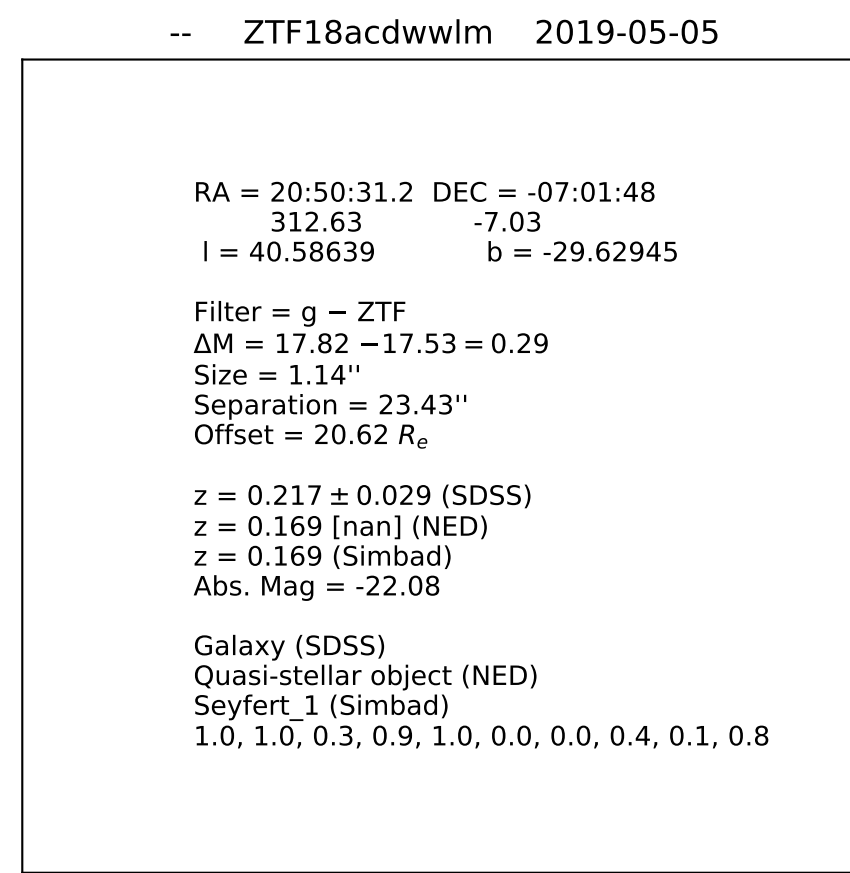 -- ZTF18acdwwlm 2019-05-05
RA = 20:50:31.2 DEC = -07:01:48
312.63 -7.03
l = 40.58639 b = -29.62945
Filter = g − ZTF
ΔM = 17.82 −17.53 = 0.29
Size = 1.14''
Separation = 23.43''
Offset = 20.62 Re
z = 0.217 ± 0.029 (SDSS)
z = 0.169 [nan] (NED)
z = 0.169 (Simbad)
Abs. Mag = -22.08
Galaxy (SDSS)
Quasi-stellar object (NED)
Seyfert_1 (Simbad)
1.0, 1.0, 0.3, 0.9, 1.0, 0.0, 0.0, 0.4, 0.1, 0.8